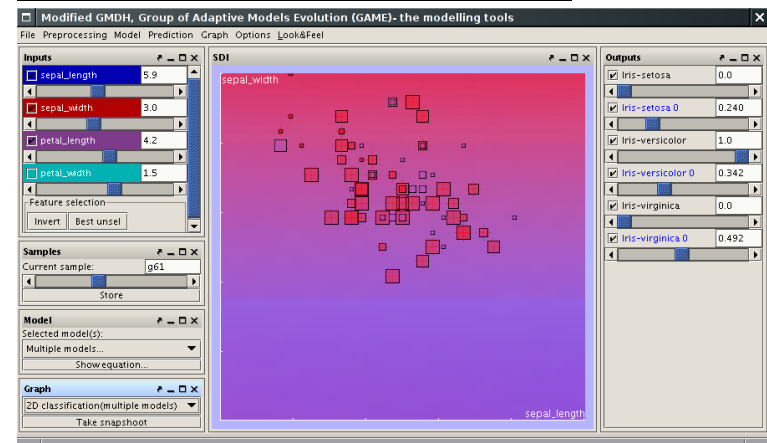 Modified GMDH, Group of Adaptive Models Evolution (GAME)- the modelling tools
File Preprocessing Model Prediction Graph Options Look&Feel
Inputs
sepal_length 5.9
sepal_width 3.0
petal_length 4.2
petal_width 1.5
Feature selection
Invert Best unsel
Samples
Current sample: g61
Store
Model
Selected model(s):
Multiple models...
Show equation...
Graph
2D classification(multiple models)
Take snapshoot
SDI
sepal_width
sepal_length
Outputs
Iris-setosa 0.0
Iris-setosa 0 0.240
Iris-versicolor 1.0
Iris-versicolor 0 0.342
Iris-virginica 0.0
Iris-virginica 0 0.492